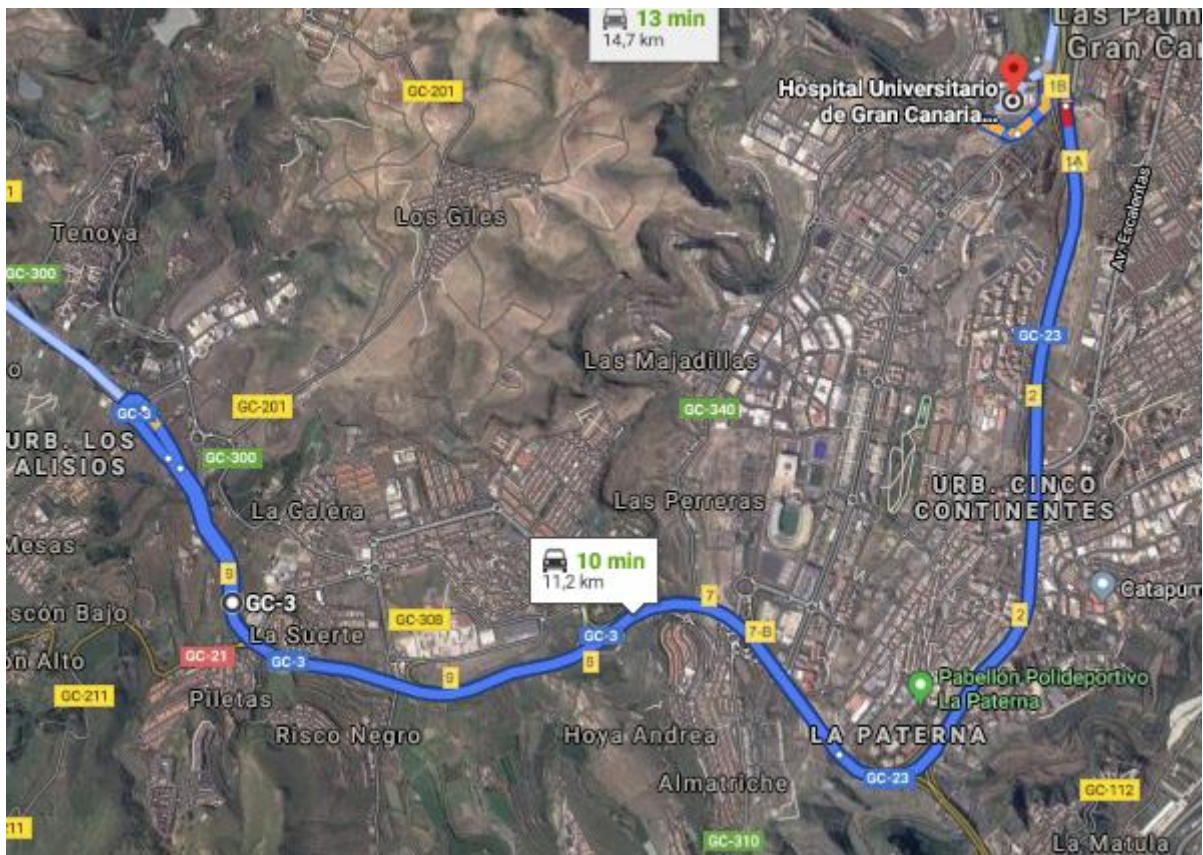 13 min
14,7 km
Las Palm
Gran Car
GC-201
Hospital Universitario
de Gran Canaria...
1B
1A
1
Los Giles
Tenoya
Av. Escaleritas
GC-300
GC-23
Las Majadillas
o
GC-3
GC-201
GC-340
2
URB. LOS
ALISIOS
GC-300
La Galera
Las Perreras
URB. CINCO
CONTINENTES
Mesas
10 min
11,2 km
GC-3
Catapum
scón Bajo
La Suerte
GC-308
7
7-B
2
GC-3
8
ón Alto
GC-21
GC-3
9
GC-211
Piletas
Pabellón Polideportivo
La Paterna
Risco Negro
Hoya Andrea
LA PATERNA
Almatriche
GC-23
GC-112
211
GC-310
La Matula